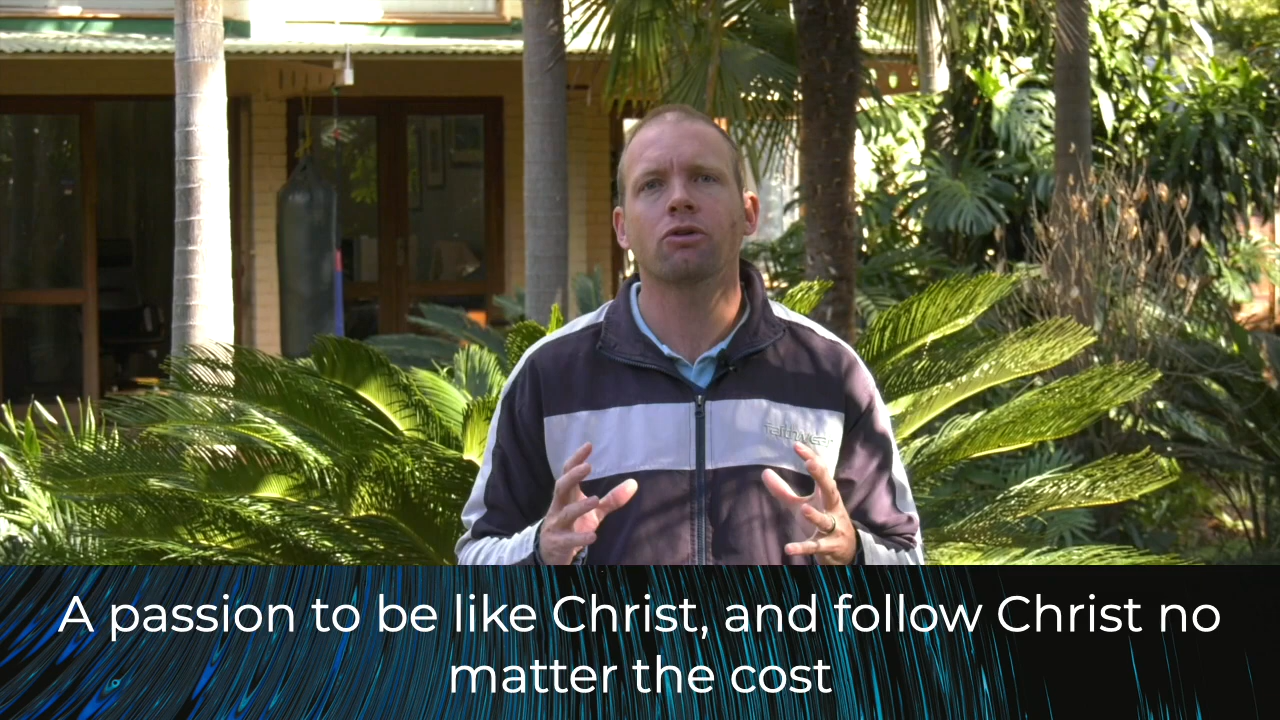 A passion to be like Christ, and follow Christ no
matter the cost